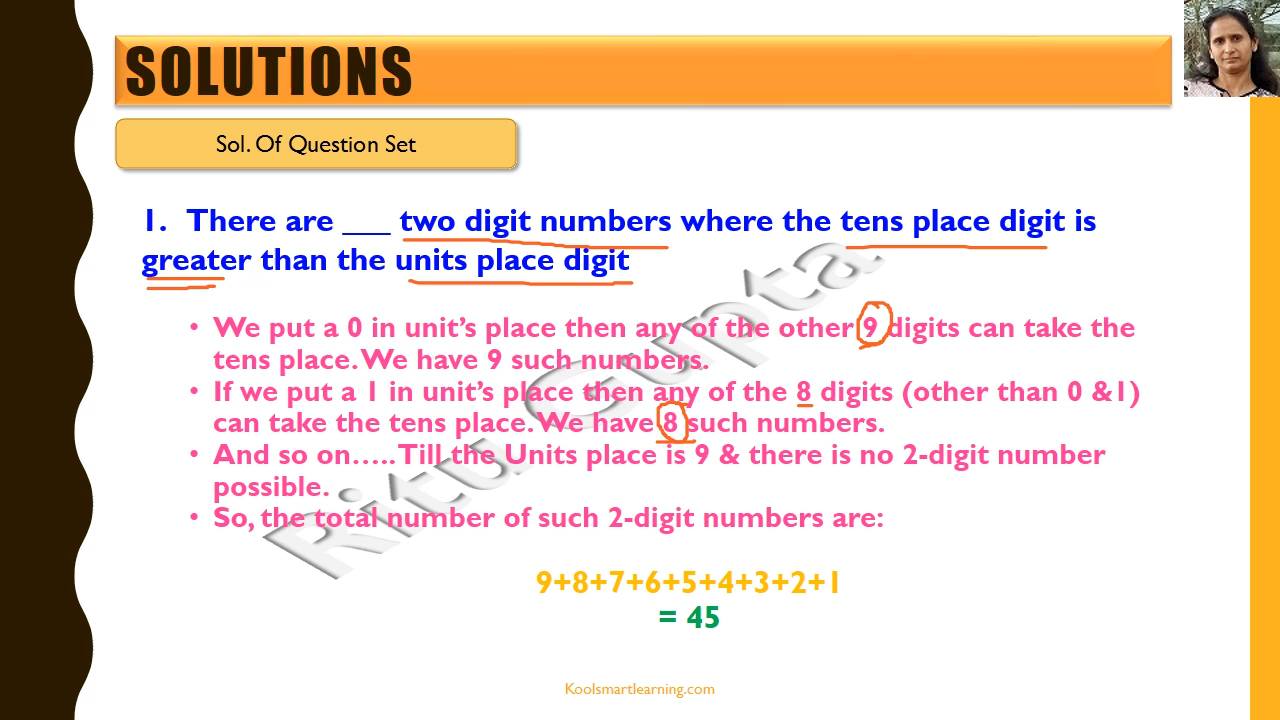 SOLUTIONS
Sol. Of Question Set
1. There are ___ two digit numbers where the tens place digit is
greater than the units place digit
• We put a 0 in unit's place then any of the other 9 digits can take the
tens place. We have 9 such numbers.
• If we put a 1 in unit's place then any of the 8 digits (other than 0 &1)
can take the tens place. We have 8 such numbers.
• And so on….. Till the Units place is 9 & there is no 2-digit number
possible.
• So, the total number of such 2-digit numbers are:
Ritu Gupta
9+8+7+6+5+4+3+2+1
= 45
Koolsmartlearning.com